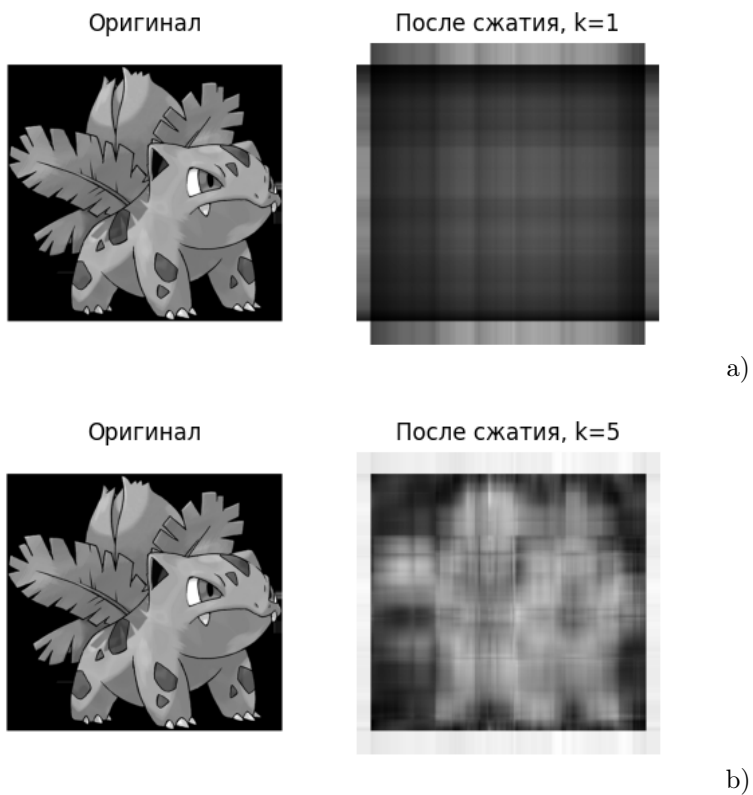 Оригинал
После сжатия, k=1
a)
Оригинал
После сжатия, k=5
b)